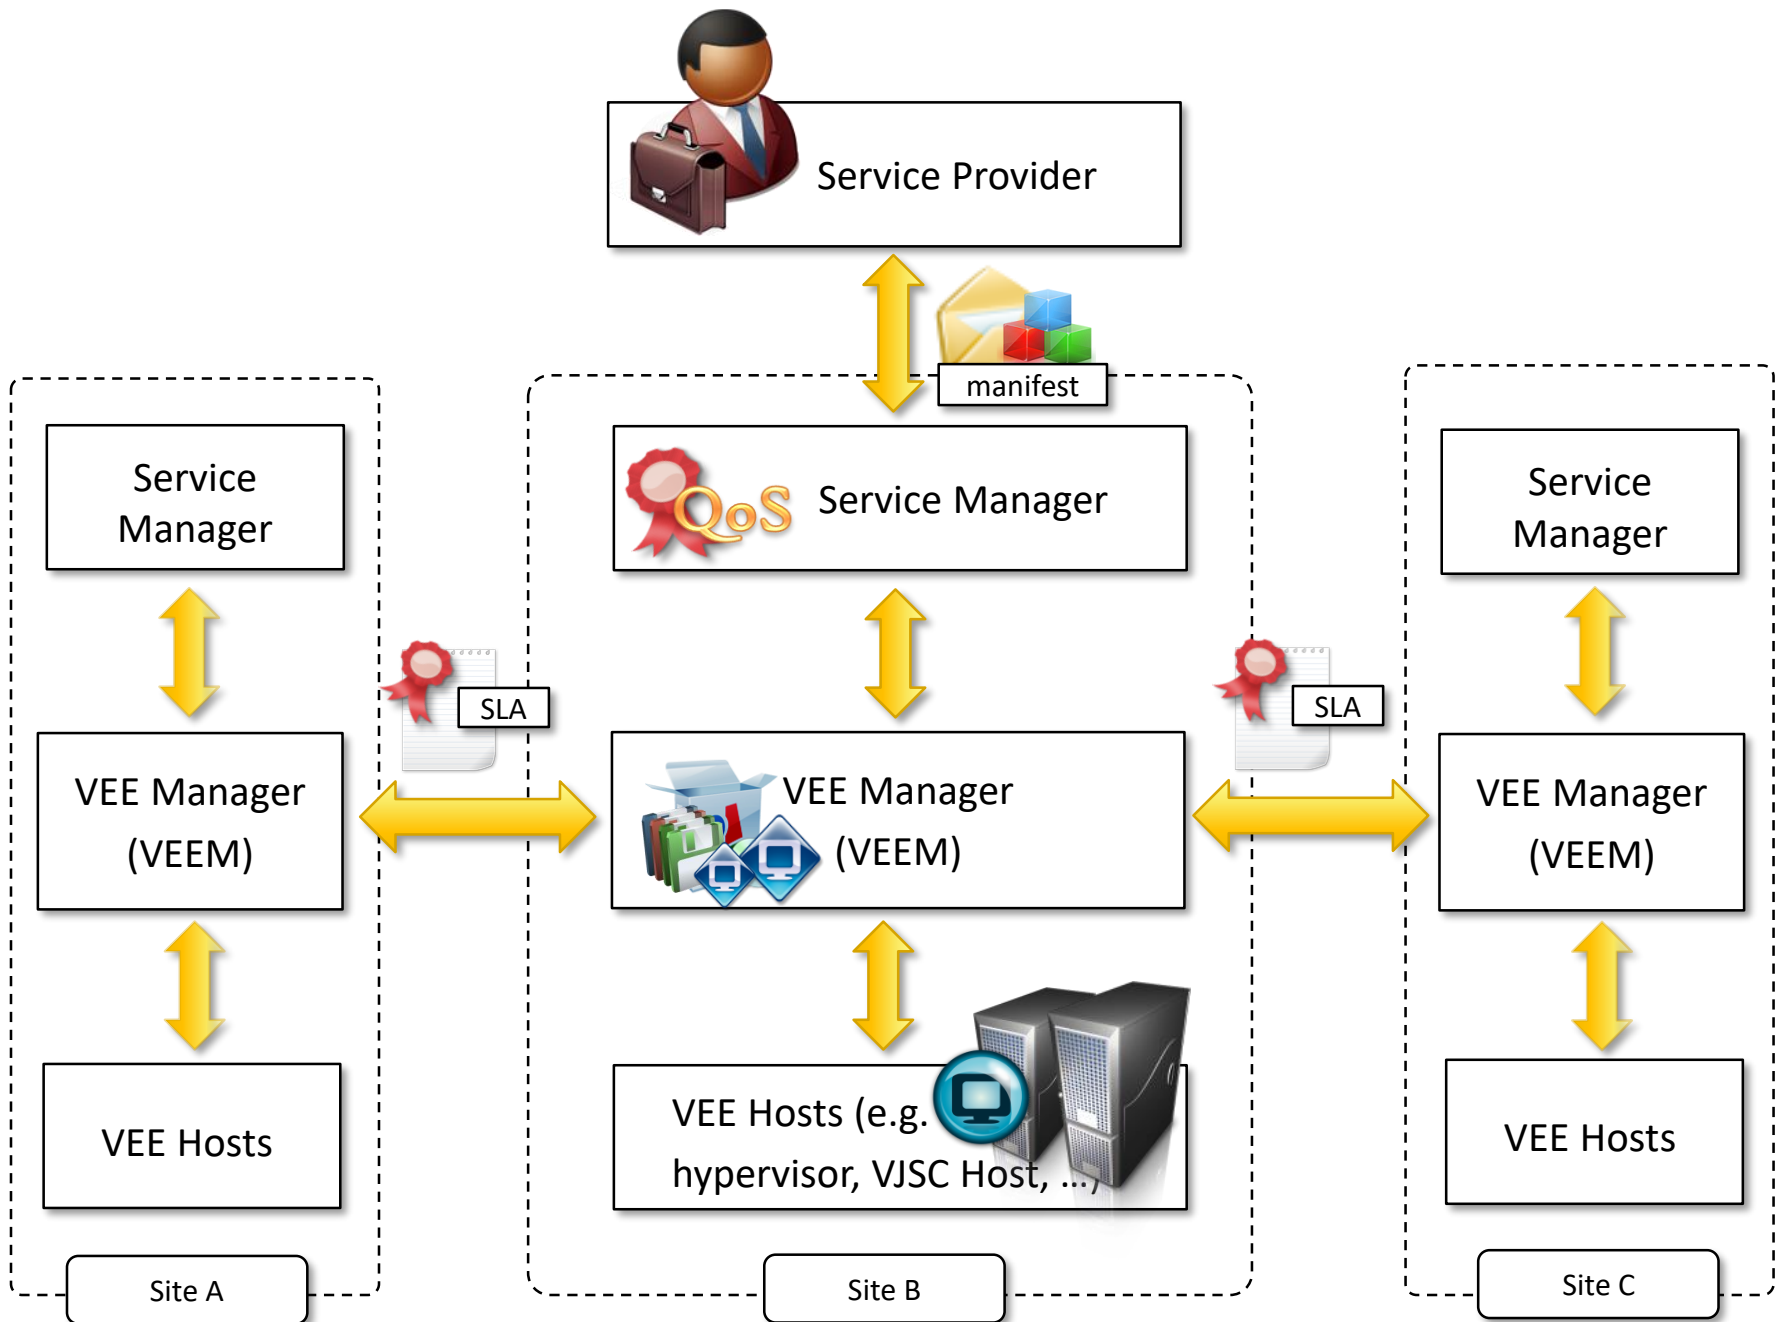 Service Provider
manifest
Service
Manager
QoS
Service Manager
Service
Manager
SLA
SLA
VEE Manager
(VEEM)
VEE Manager
(VEEM)
VEE Manager
(VEEM)
VEE Hosts
VEE Hosts (e.g.
hypervisor, VJSC Host, ...)
VEE Hosts
Site A
Site B
Site C